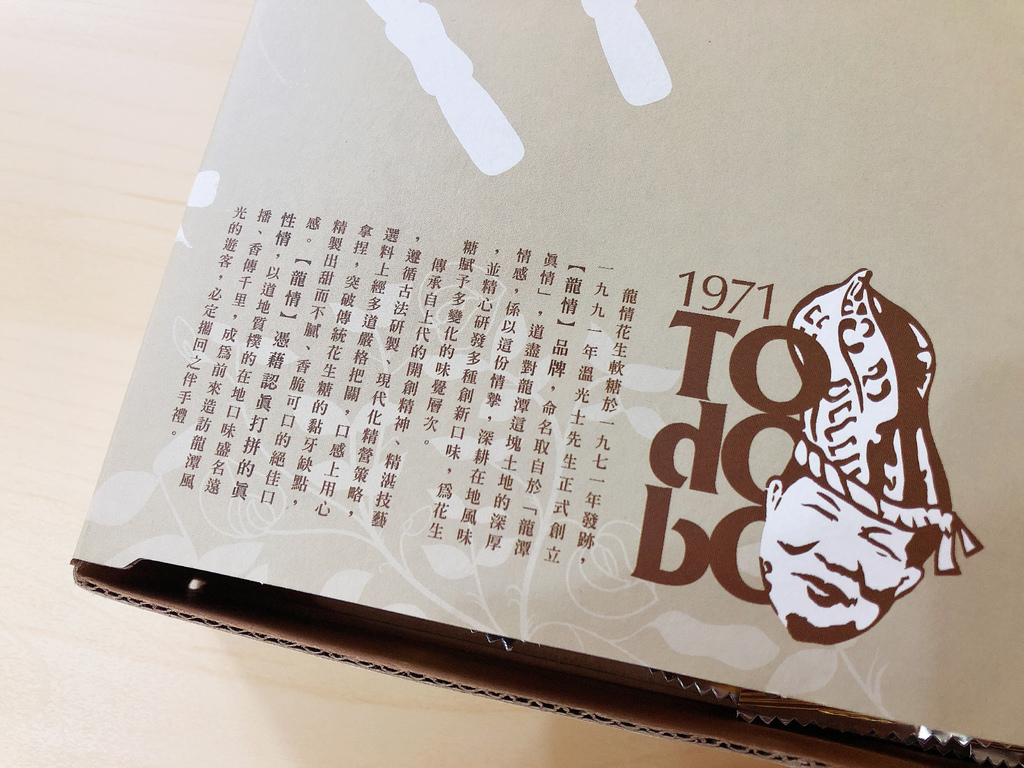 龍情花生軟糖於一九七一年發跡，
一九九一年溫光士先生正式創立
【龍情】品牌，命名取自於「龍潭
眞情」，道盡對龍潭這塊土地的深厚
情感，係以這份情摯，深耕在地風味
，並精心研發多種創新口味，爲花生
糖賦予多變化的味覺層次。
傳承自上代的開創精神、精湛技藝
，遵循古法研製，現代化精營策略，
選料上經多道嚴格把關，口感上用心
拿捏，突破傳統花生糖的黏牙缺點，
精製出甜而不膩、香脆可口的絕佳口
感。【龍情】憑藉認眞打拼的眞
性情，以道地質樸的在地口味盛名遠
播、香傳千里，成爲前來造訪龍潭風
光的遊客，必定攜回之伴手禮。
1971
TO
do
bo